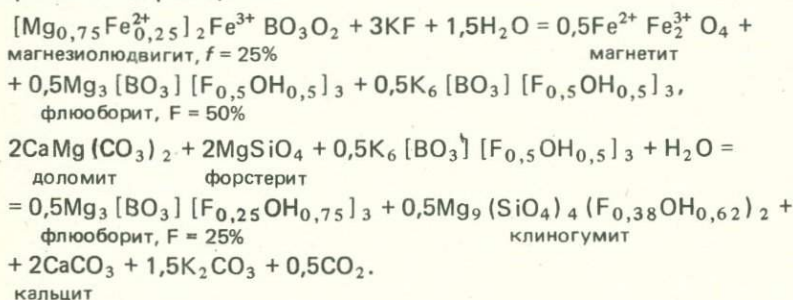 [Mg₀,₇₅Fe²⁺₀,₂₅]₂Fe³⁺ BO₃O₂ + 3KF + 1,5H₂O = 0,5Fe²⁺ Fe³⁺₂ O₄ +
магнезиолюдвигит, f = 25% магнетит
+ 0,5Mg₃ [BO₃] [F₀,₅OH₀,₅]₃ + 0,5K₆ [BO₃] [F₀,₅OH₀,₅]₃,
флюоборит, F = 50%
2CaMg (CO₃)₂ + 2MgSiO₄ + 0,5K₆ [BO₃] [F₀,₅OH₀,₅]₃ + H₂O =
доломит форстерит
= 0,5Mg₃ [BO₃] [F₀,₂₅OH₀,₇₅]₃ + 0,5Mg₉ (SiO₄)₄ (F₀,₃₈OH₀,₆₂)₂ +
флюоборит, F = 25% клиногумит
+ 2CaCO₃ + 1,5K₂CO₃ + 0,5CO₂.
кальцит